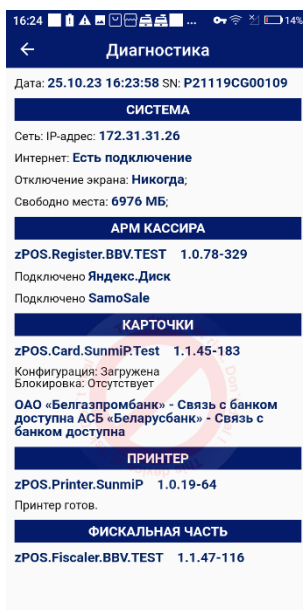 16:24 ... 14%
Диагностика
Дата: 25.10.23 16:23:58 SN: P21119CG00109
СИСТЕМА
Сеть: IP-адрес: 172.31.31.26
Интернет: Есть подключение
Отключение экрана: Никогда;
Свободно места: 6976 МБ;
АРМ КАССИРА
zPOS.Register.BBV.TEST 1.0.78-329
Подключено Яндекс.Диск
Подключено SamoSale
КАРТОЧКИ
zPOS.Card.SunmiP.Test 1.1.45-183
Конфигурация: Загружена
Блокировка: Отсутствует
ОАО «Белгазпромбанк» - Связь с банком
доступна АСБ «Беларусбанк» - Связь с
банком доступна
ПРИНТЕР
zPOS.Printer.SunmiP 1.0.19-64
Принтер готов.
ФИСКАЛЬНАЯ ЧАСТЬ
zPOS.Fiscaler.BBV.TEST 1.1.47-116